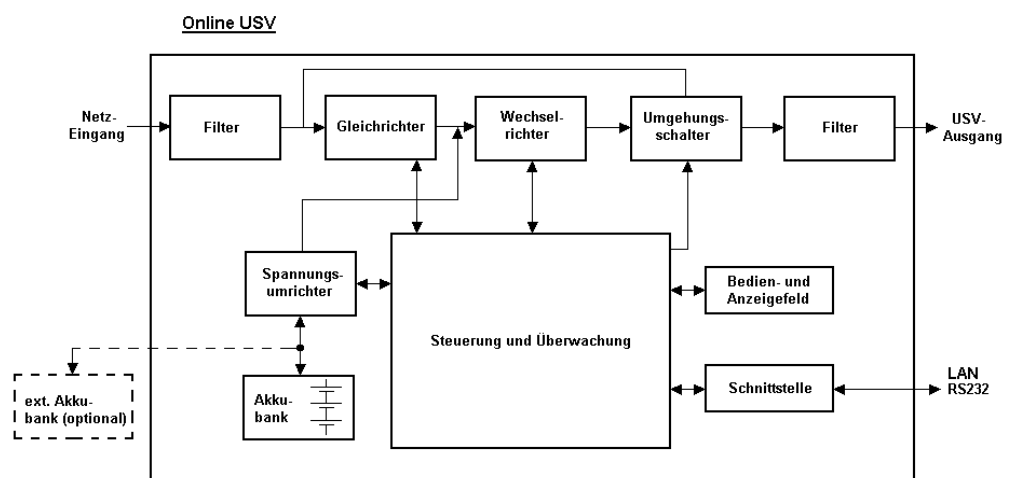 Online USV
Netz-
Eingang
Filter
Gleichrichter
Wechsel-
richter
Umgehungs-
schalter
Filter
USV-
Ausgang
Spannungs-
umrichter
Steuerung und Überwachung
Bedien- und
Anzeigefeld
ext. Akku-
bank (optional)
Akku-
bank
Schnittstelle
LAN
RS232